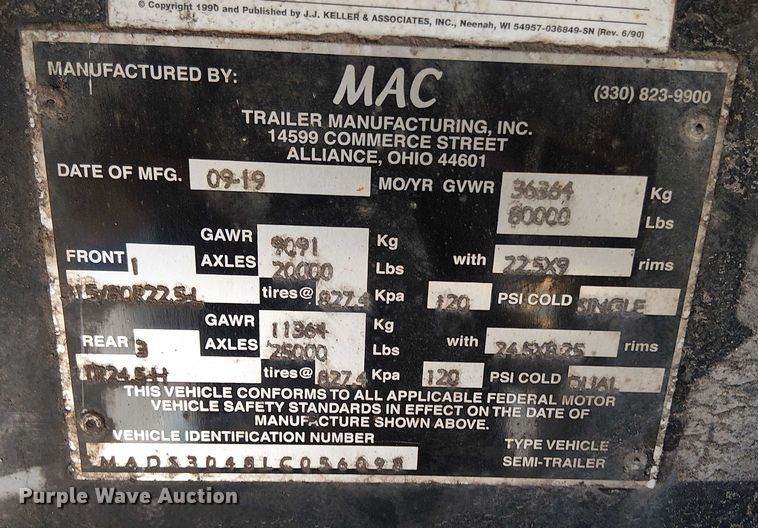 © Copyright 1990 and Published by J.J. KELLER & ASSOCIATES, INC., Neenah, WI 54957-0368 49-SN (Rev. 6/90)
MANUFACTURED BY: MAC (330) 823-9900
TRAILER MANUFACTURING, INC.
14599 COMMERCE STREET
ALLIANCE, OHIO 44601
DATE OF MFG. 09-19 MO/YR GVWR 36364 Kg
80000 Lbs
GAWR 9091 Kg
FRONT 1 AXLES 20000 Lbs with 22.5X9 rims
tires@ 827.4 Kpa 120 PSI COLD SINGLE
GAWR 11364 Kg
REAR 3 AXLES 25000 Lbs with 24.5X8.25 rims
tires@ 827.4 Kpa 120 PSI COLD DUAL
THIS VEHICLE CONFORMS TO ALL APPLICABLE FEDERAL MOTOR
VEHICLE SAFETY STANDARDS IN EFFECT ON THE DATE OF
MANUFACTURE SHOWN ABOVE.
VEHICLE IDENTIFICATION NUMBER TYPE VEHICLE
SEMI-TRAILER
Purple Wave Auction